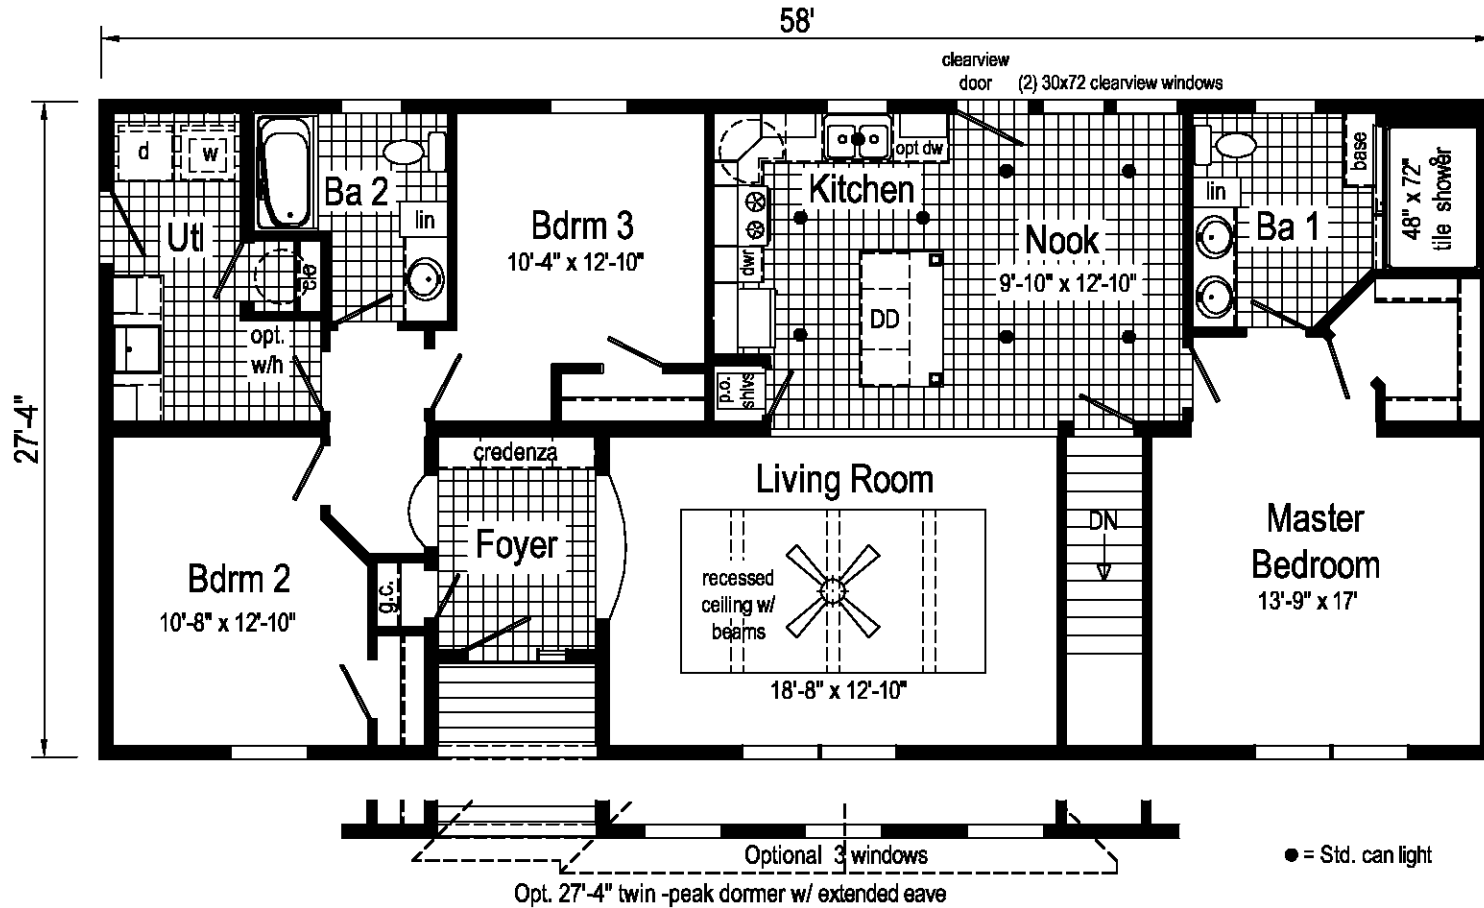 58'
clearview
door
(2) 30x72 clearview windows
27'-4"
d
w
Utl
opt.
w/h
Ba 2
lin
Bdrm 3
10'-4" x 12'-10"
Kitchen
opt dw
dwr
DD
p.o.
shlvs
Nook
9'-10" x 12'-10"
lin
Ba 1
base
48" x 72"
tile shower
Bdrm 2
10'-8" x 12'-10"
g.c.
credenza
Foyer
Living Room
recessed
ceiling w/
beams
18'-8" x 12'-10"
DN
Master
Bedroom
13'-9" x 17'
Optional 3 windows
Opt. 27'-4" twin -peak dormer w/ extended eave
= Std. can light